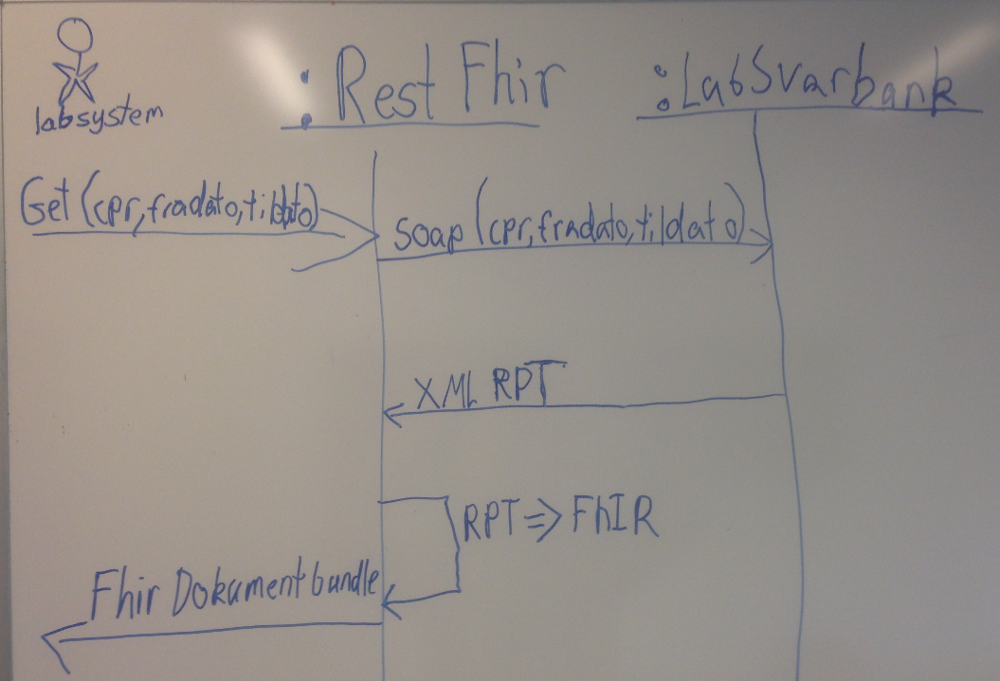 labsystem
:Rest Fhir
:LabSvarbank
Get (cpr, fradato, tildato)
soap (cpr, fradato, tildato)
XML RPT
RPT => FhIR
Fhir Dokument bundle